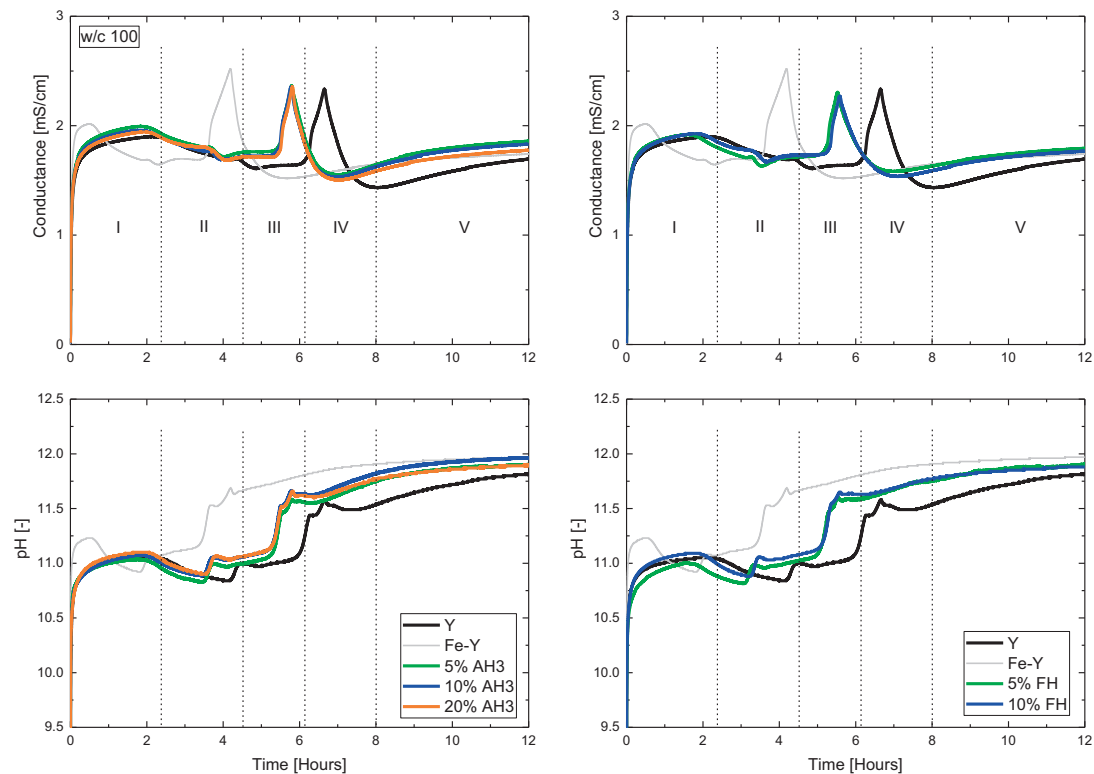 w/c 100
Conductance [mS/cm]
3
2
1
0
I II III IV V
0 2 4 6 8 10 12
Conductance [mS/cm]
3
2
1
0
I II III IV V
0 2 4 6 8 10 12
pH [-]
12.5
12.0
11.5
11.0
10.5
10.0
9.5
Y
Fe-Y
5% AH3
10% AH3
20% AH3
0 2 4 6 8 10 12
Time [Hours]
pH [-]
12.5
12.0
11.5
11.0
10.5
10.0
9.5
Y
Fe-Y
5% FH
10% FH
0 2 4 6 8 10 12
Time [Hours]